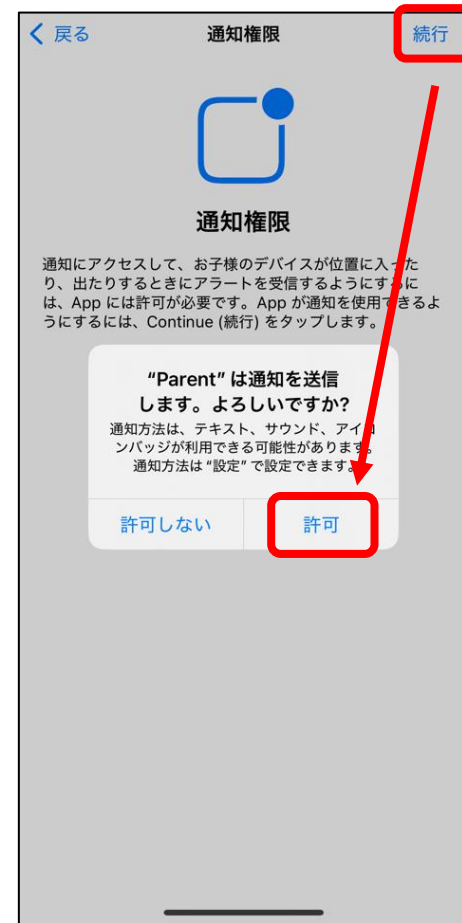 戻る 通知権限 続行
通知権限
通知にアクセスして、お子様のデバイスが位置に入った
り、出たりするときにアラートを受信するようにするに
は、App には許可が必要です。App が通知を使用できるよ
うにするには、Continue (続行) をタップします。
“Parent” は通知を送信
します。よろしいですか?
通知方法は、テキスト、サウンド、アイコ
ンバッジが利用できる可能性があります。
通知方法は “設定” で設定できます。
許可しない 許可